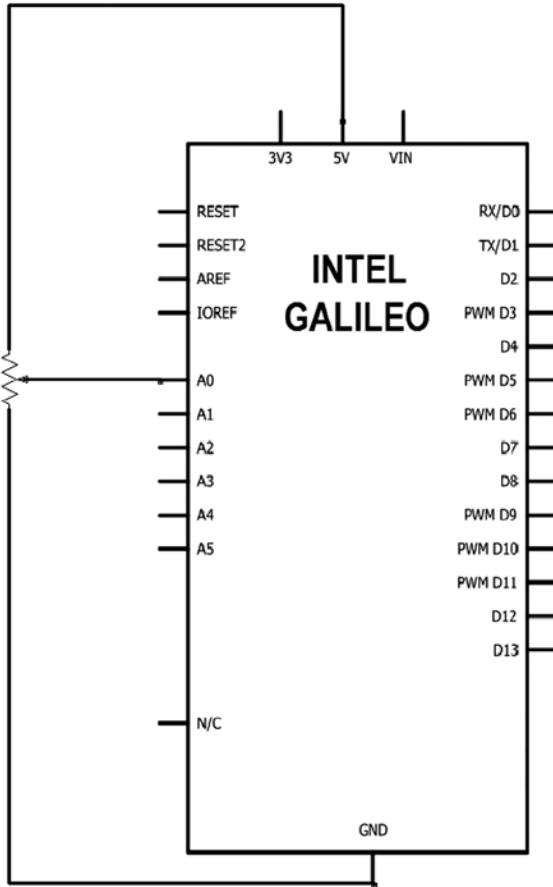 3V3 5V VIN
RESET
RESET2
AREF
IOREF
INTEL
GALILEO
A0
A1
A2
A3
A4
A5
N/C
RX/D0
TX/D1
D2
PWM D3
D4
PWM D5
PWM D6
D7
D8
PWM D9
PWM D10
PWM D11
D12
D13
GND